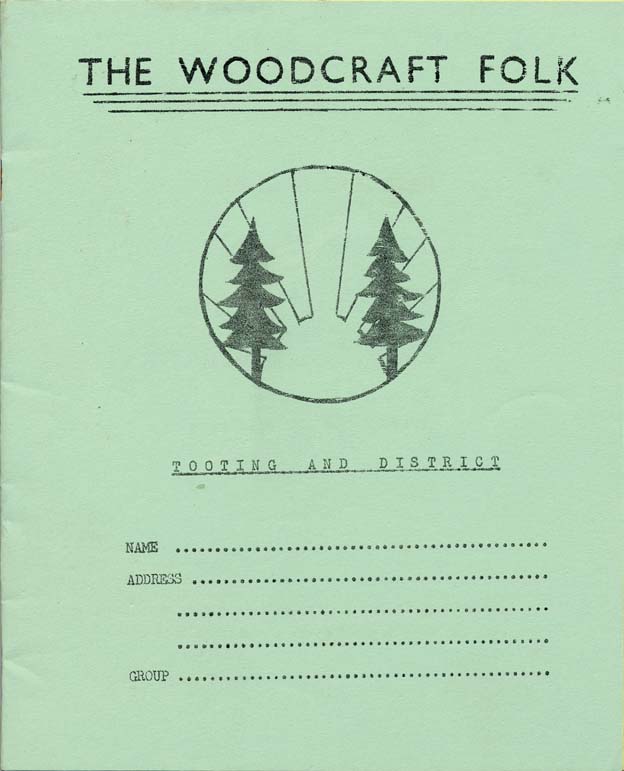 THE WOODCRAFT FOLK
TOOTING AND DISTRICT
NAME ..................................................
ADDRESS ................................................
..................................................
..................................................
GROUP ..................................................